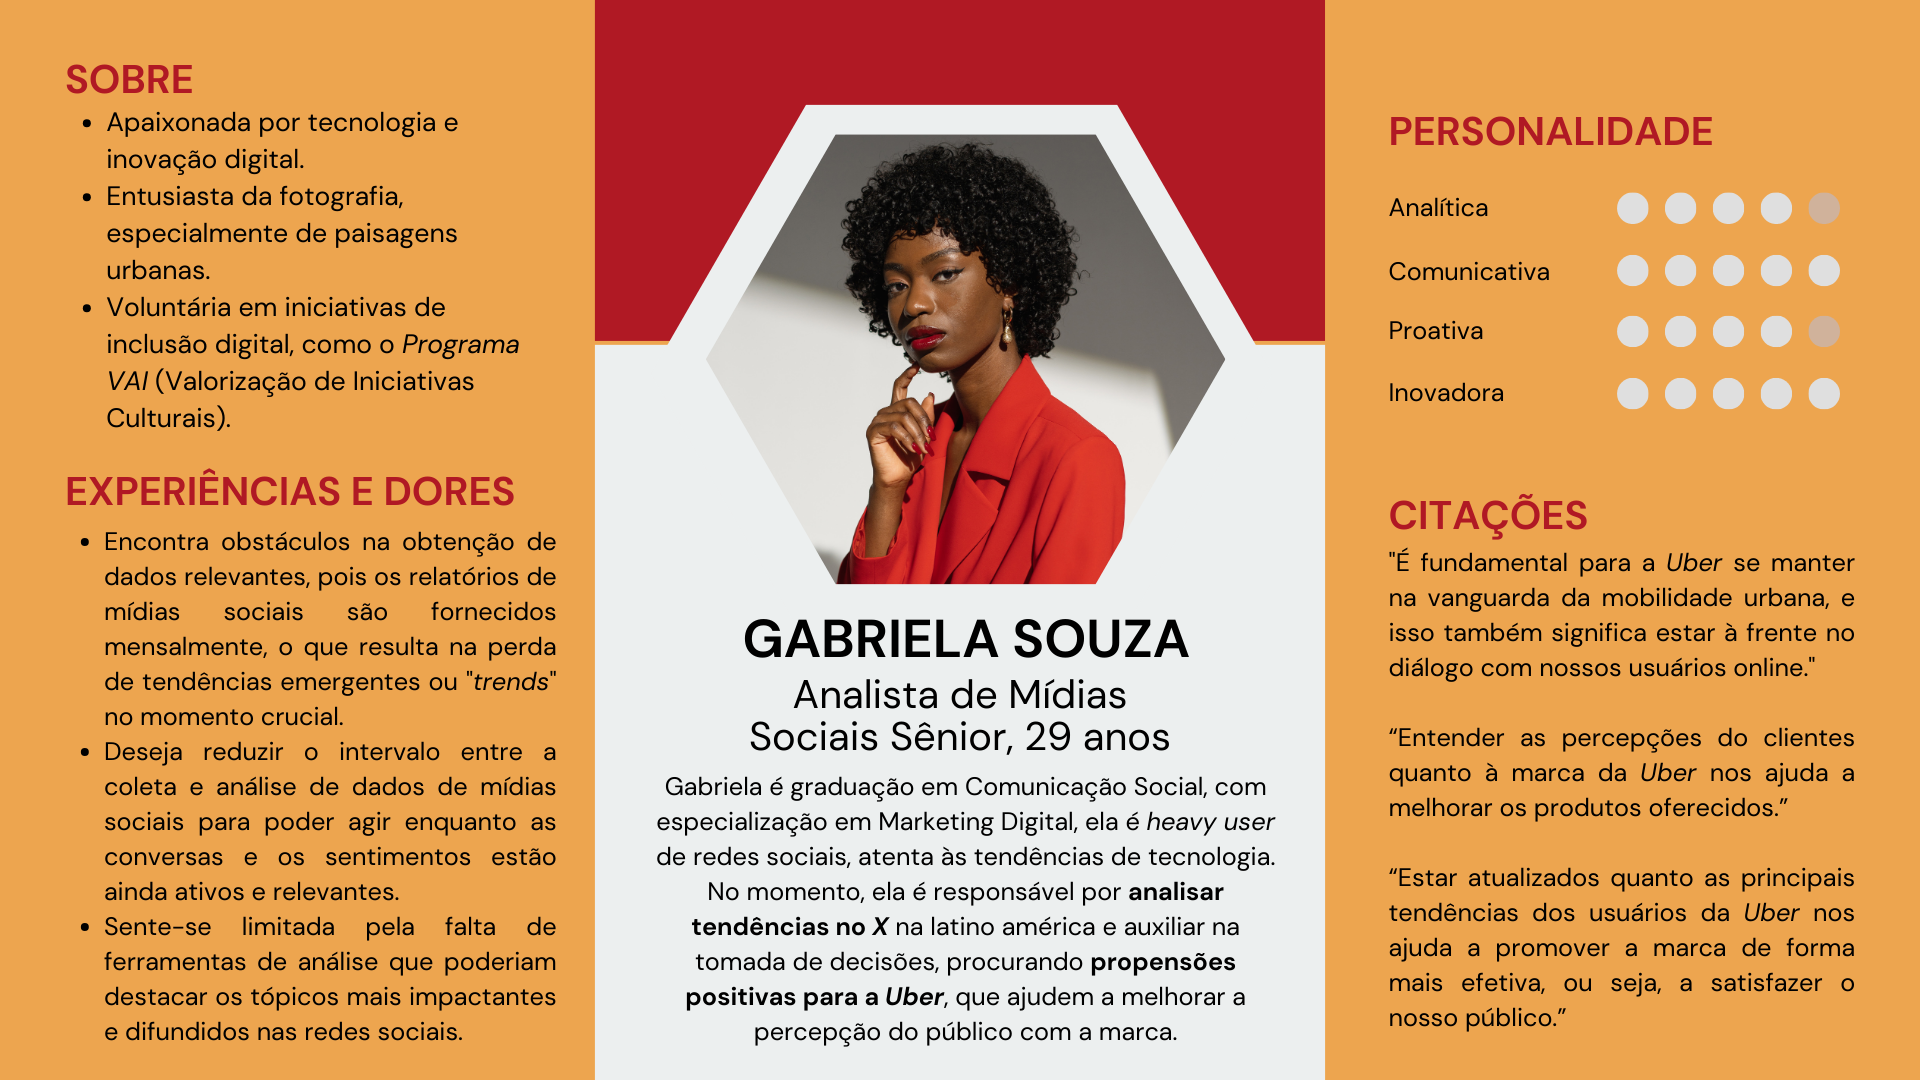 SOBRE
• Apaixonada por tecnologia e
inovação digital.
• Entusiasta da fotografia,
especialmente de paisagens
urbanas.
• Voluntária em iniciativas de
inclusão digital, como o Programa
VAI (Valorização de Iniciativas
Culturais).
EXPERIÊNCIAS E DORES
• Encontra obstáculos na obtenção de
dados relevantes, pois os relatórios de
mídias sociais são fornecidos
mensalmente, o que resulta na perda
de tendências emergentes ou "trends"
no momento crucial.
• Deseja reduzir o intervalo entre a
coleta e análise de dados de mídias
sociais para poder agir enquanto as
conversas e os sentimentos estão
ainda ativos e relevantes.
• Sente-se limitada pela falta de
ferramentas de análise que poderiam
destacar os tópicos mais impactantes
e difundidos nas redes sociais.
GABRIELA SOUZA
Analista de Mídias
Sociais Sênior, 29 anos
Gabriela é graduação em Comunicação Social, com
especialização em Marketing Digital, ela é heavy user
de redes sociais, atenta às tendências de tecnologia.
No momento, ela é responsável por analisar
tendências no X na latino américa e auxiliar na
tomada de decisões, procurando propensões
positivas para a Uber, que ajudem a melhorar a
percepção do público com a marca.
PERSONALIDADE
Analítica
Comunicativa
Proativa
Inovadora
CITAÇÕES
"É fundamental para a Uber se manter
na vanguarda da mobilidade urbana, e
isso também significa estar à frente no
diálogo com nossos usuários online."
“Entender as percepções do clientes
quanto à marca da Uber nos ajuda a
melhorar os produtos oferecidos.”
“Estar atualizados quanto as principais
tendências dos usuários da Uber nos
ajuda a promover a marca de forma
mais efetiva, ou seja, a satisfazer o
nosso público.”